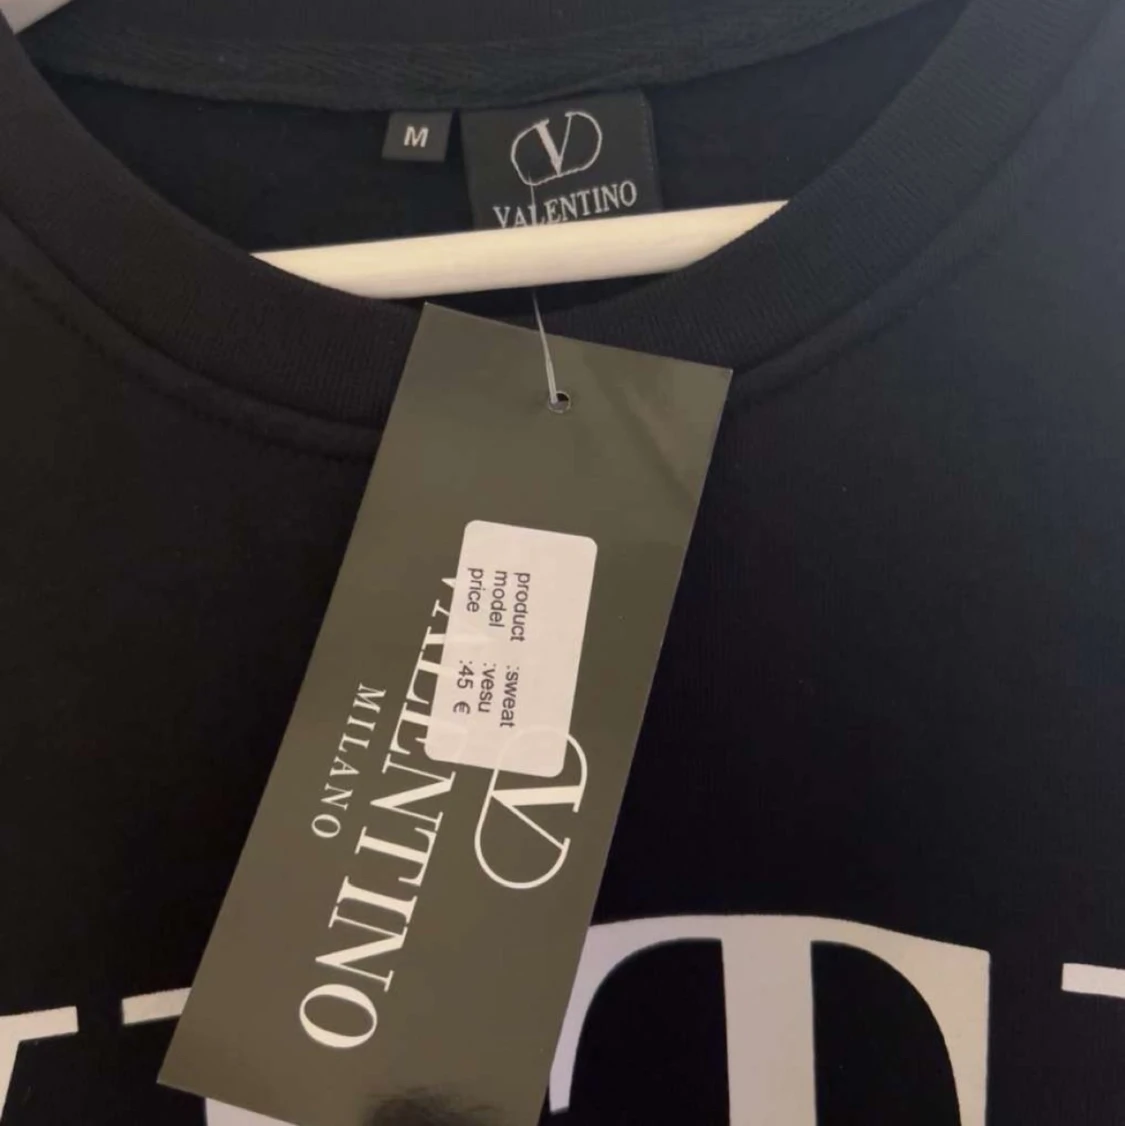 M
V
VALENTINO
product :sweat
model :vesu
price :45 €
V
VALENTINO
MILANO
T